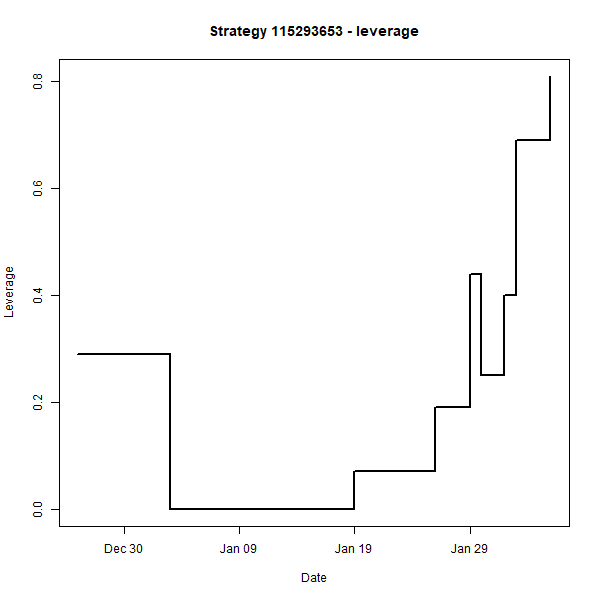 Strategy 115293653 - leverage
Leverage
0.8
0.6
0.4
0.2
0.0
Dec 30 Jan 09 Jan 19 Jan 29
Date